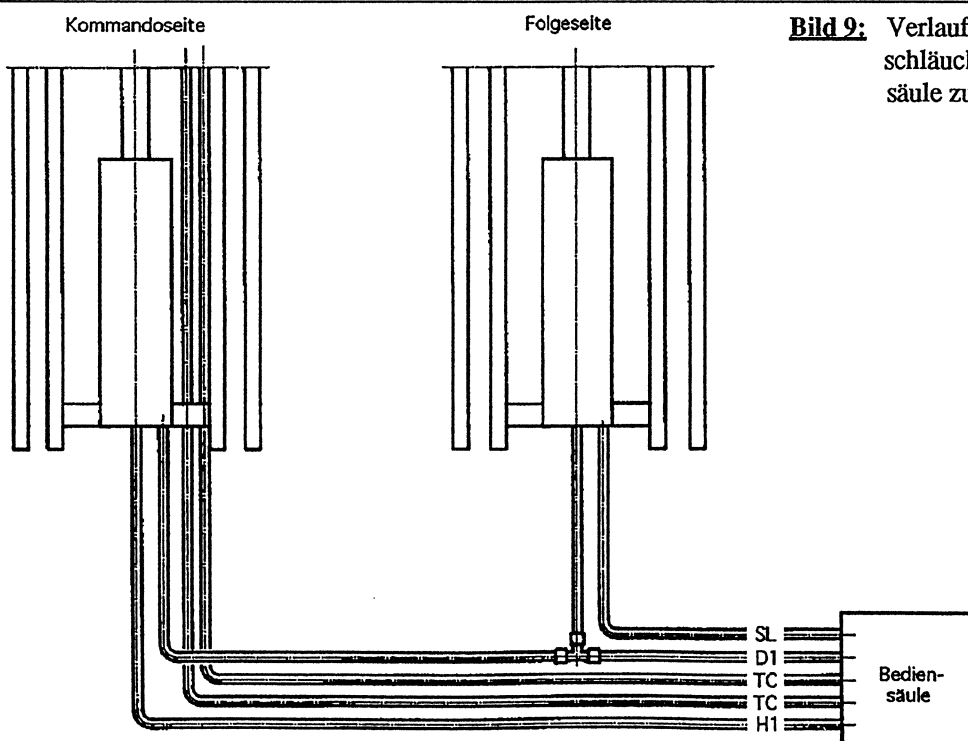 Kommandoseite
Folgeseite
Bild 9: Verlauf
schläuch
säule zu
SL
D1
TC
TC
H1
Bedien-
säule